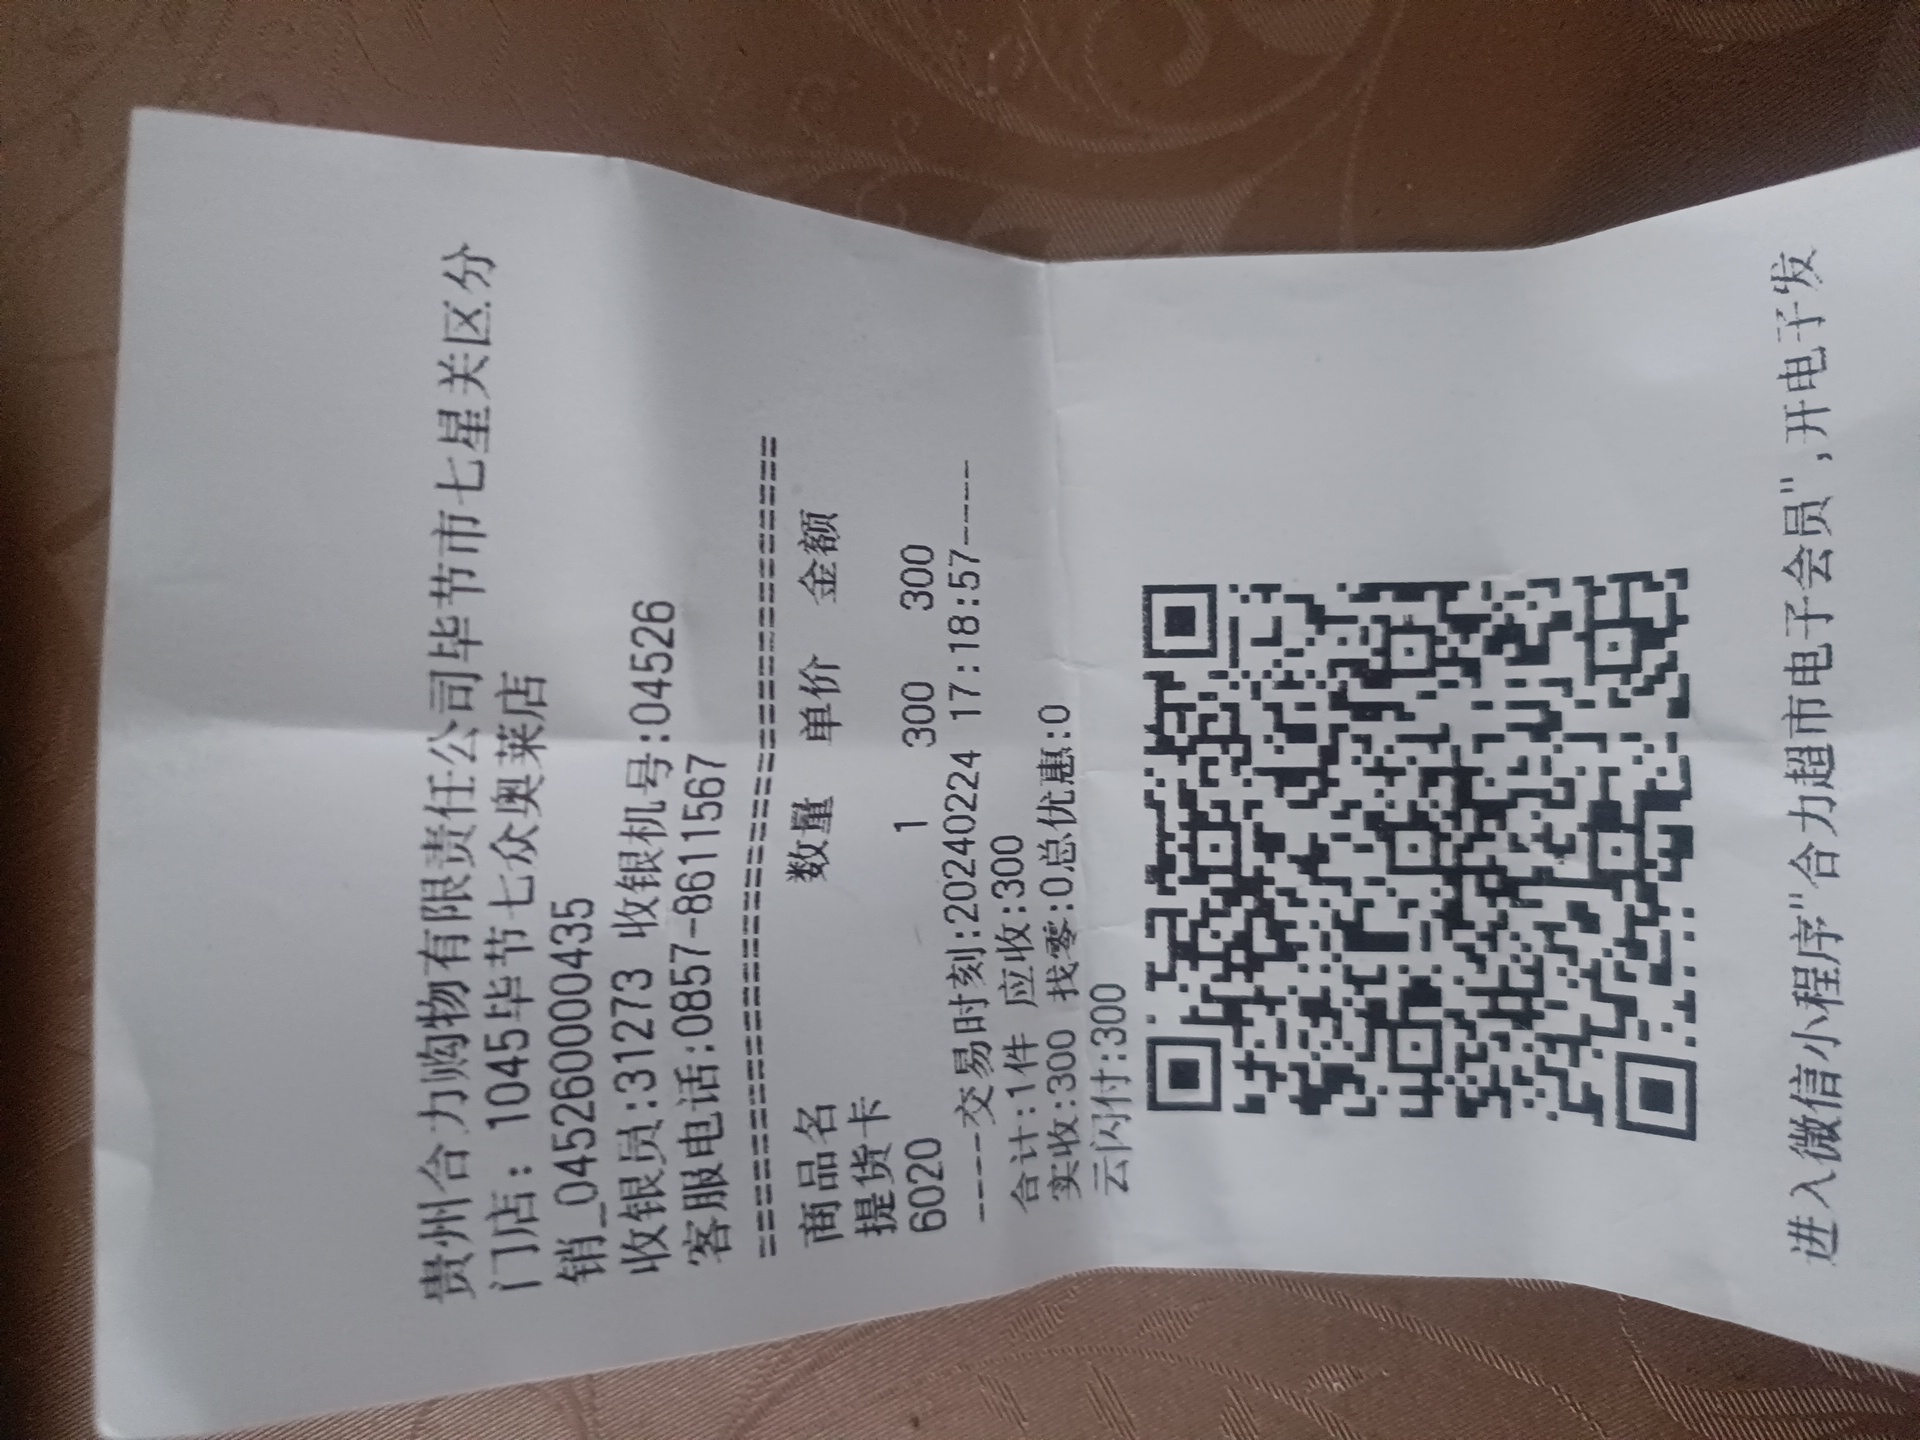 贵州合力购物有限责任公司毕节市七星关区分
门店: 1045毕节七众奥莱店
销_045260000435
收银员:31273 收银机号:04526
客服电话:0857-8611567
==========================================
商品名 数量 单价 金额
提货卡
6020 1 300 300
----交易时刻:20240224 17:18:57----
合计:1件 应收:300
实收:300 找零:0总优惠:0
云闪付:300
进入微信小程序"合力超市电子会员",开电子发